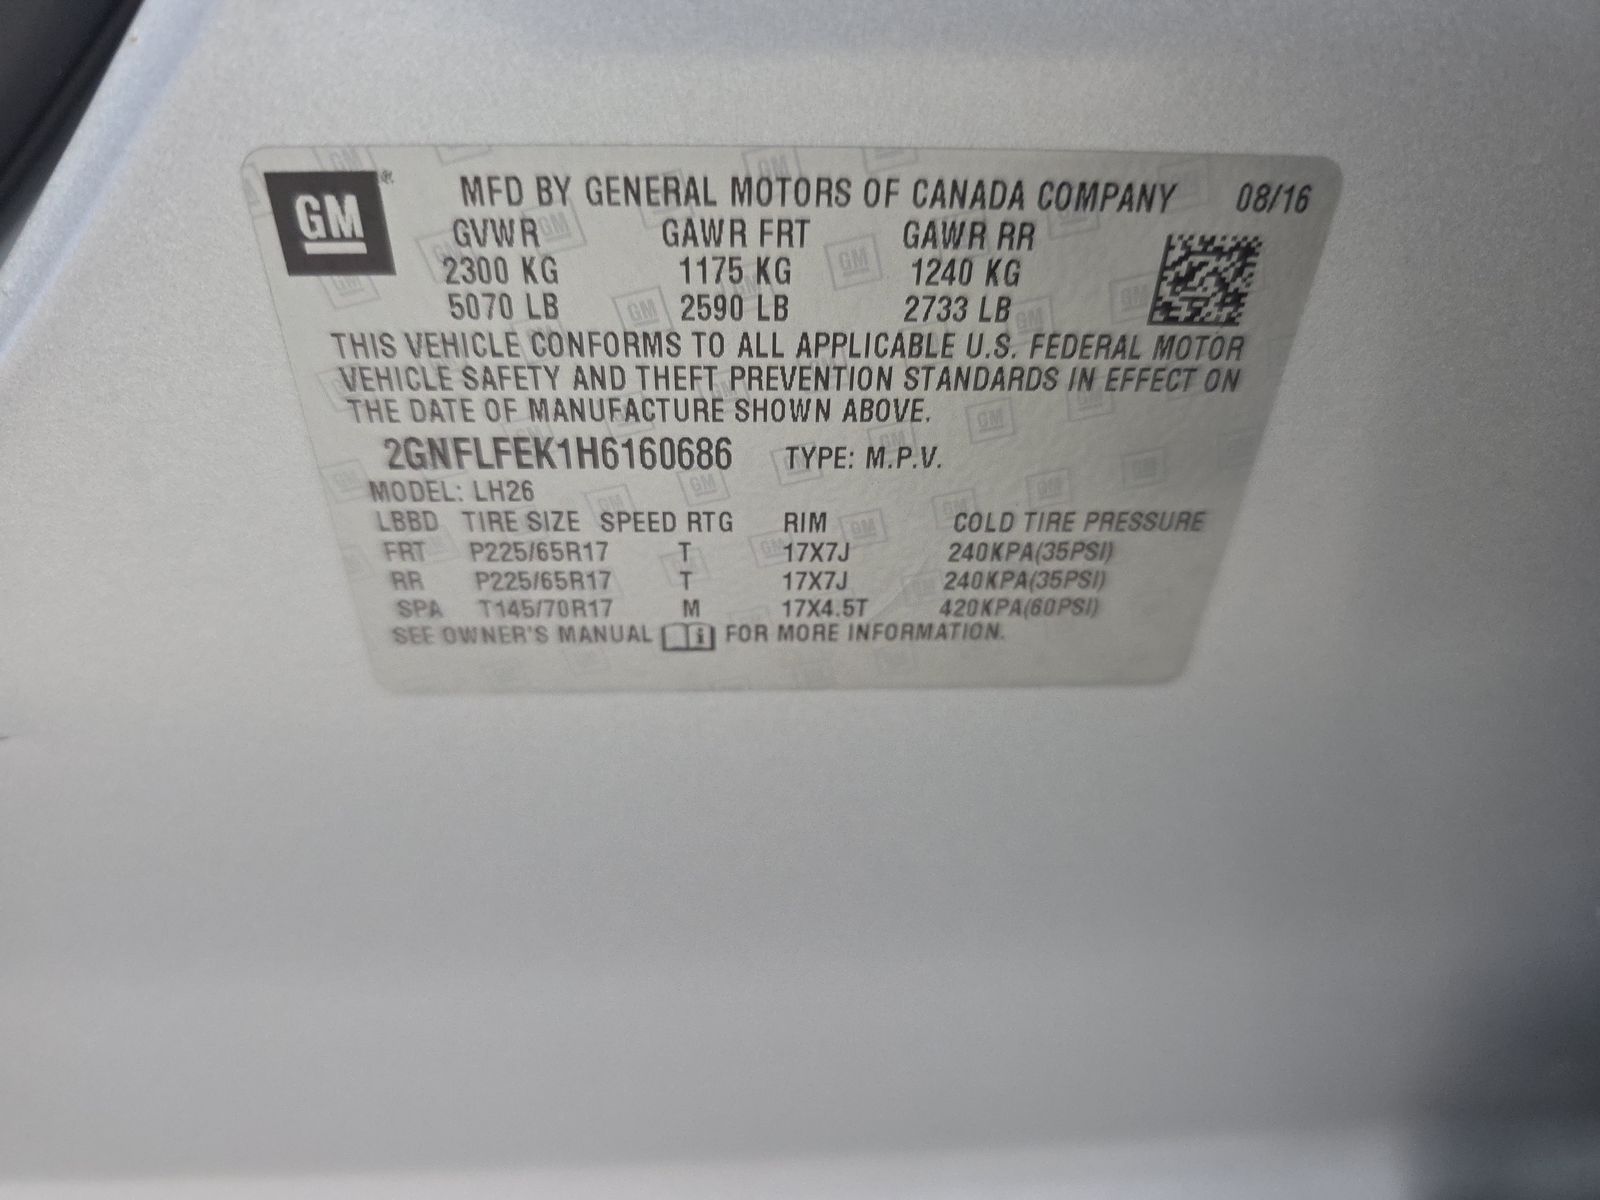 GM ® MFD BY GENERAL MOTORS OF CANADA COMPANY 08/16
GVWR GAWR FRT GAWR RR
2300 KG 1175 KG 1240 KG
5070 LB 2590 LB 2733 LB
THIS VEHICLE CONFORMS TO ALL APPLICABLE U.S. FEDERAL MOTOR
VEHICLE SAFETY AND THEFT PREVENTION STANDARDS IN EFFECT ON
THE DATE OF MANUFACTURE SHOWN ABOVE.
2GNFLFEK1H6160686 TYPE: M.P.V.
MODEL: LH26
LBBD TIRE SIZE SPEED RTG RIM COLD TIRE PRESSURE
FRT P225/65R17 T 17X7J 240KPA(35PSI)
RR P225/65R17 T 17X7J 240KPA(35PSI)
SPA T145/70R17 M 17X4.5T 420KPA(60PSI)
SEE OWNER'S MANUAL i FOR MORE INFORMATION.